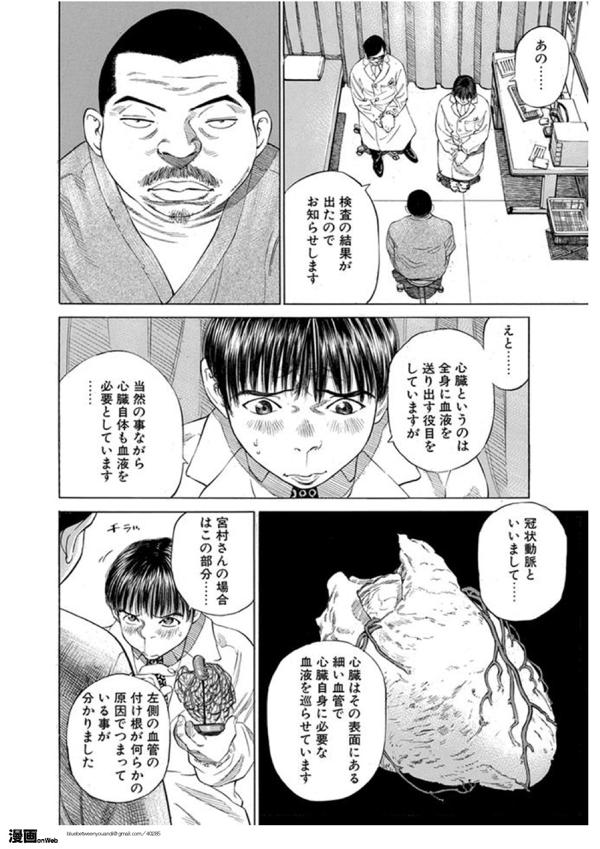 あの……
検査の結果が
出たので
お知らせします
えと……
心臓というのは
全身に血液を
送り出す役目を
していますが
当然の事ながら
心臓自体も血液を
必要としています
……
冠状動脈と
いいまして……
心臓はその表面にある
細い血管で
心臓自身に必要な
血液を巡らせています
宮村さんの場合
はこの部分……
チラッ
左側の血管の
付け根が何らかの
原因でつまって
いる事が
分かりました
漫画 on Web
bluebetweenyouandi@gmail.com/40285